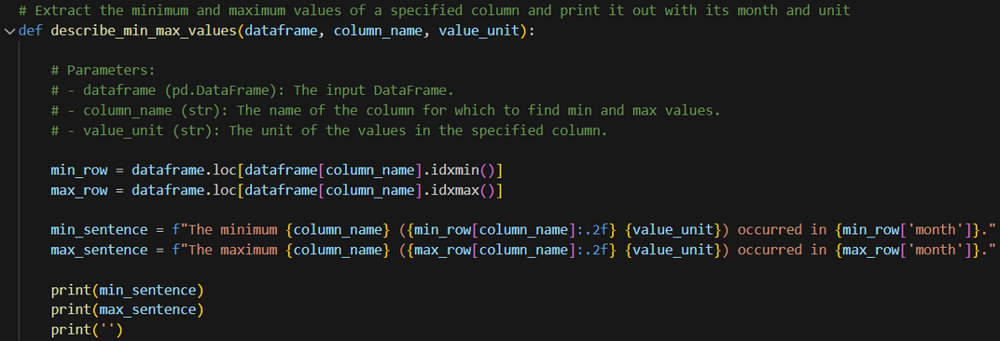 # Extract the minimum and maximum values of a specified column and print it out with its month and unit
def describe_min_max_values(dataframe, column_name, value_unit):
    # Parameters:
    # - dataframe (pd.DataFrame): The input DataFrame.
    # - column_name (str): The name of the column for which to find min and max values.
    # - value_unit (str): The unit of the values in the specified column.
    min_row = dataframe.loc[dataframe[column_name].idxmin()]
    max_row = dataframe.loc[dataframe[column_name].idxmax()]
    min_sentence = f"The minimum {column_name} ({min_row[column_name]:.2f} {value_unit}) occurred in {min_row['month']}."
    max_sentence = f"The maximum {column_name} ({max_row[column_name]:.2f} {value_unit}) occurred in {max_row['month']}."
    print(min_sentence)
    print(max_sentence)
    print('')